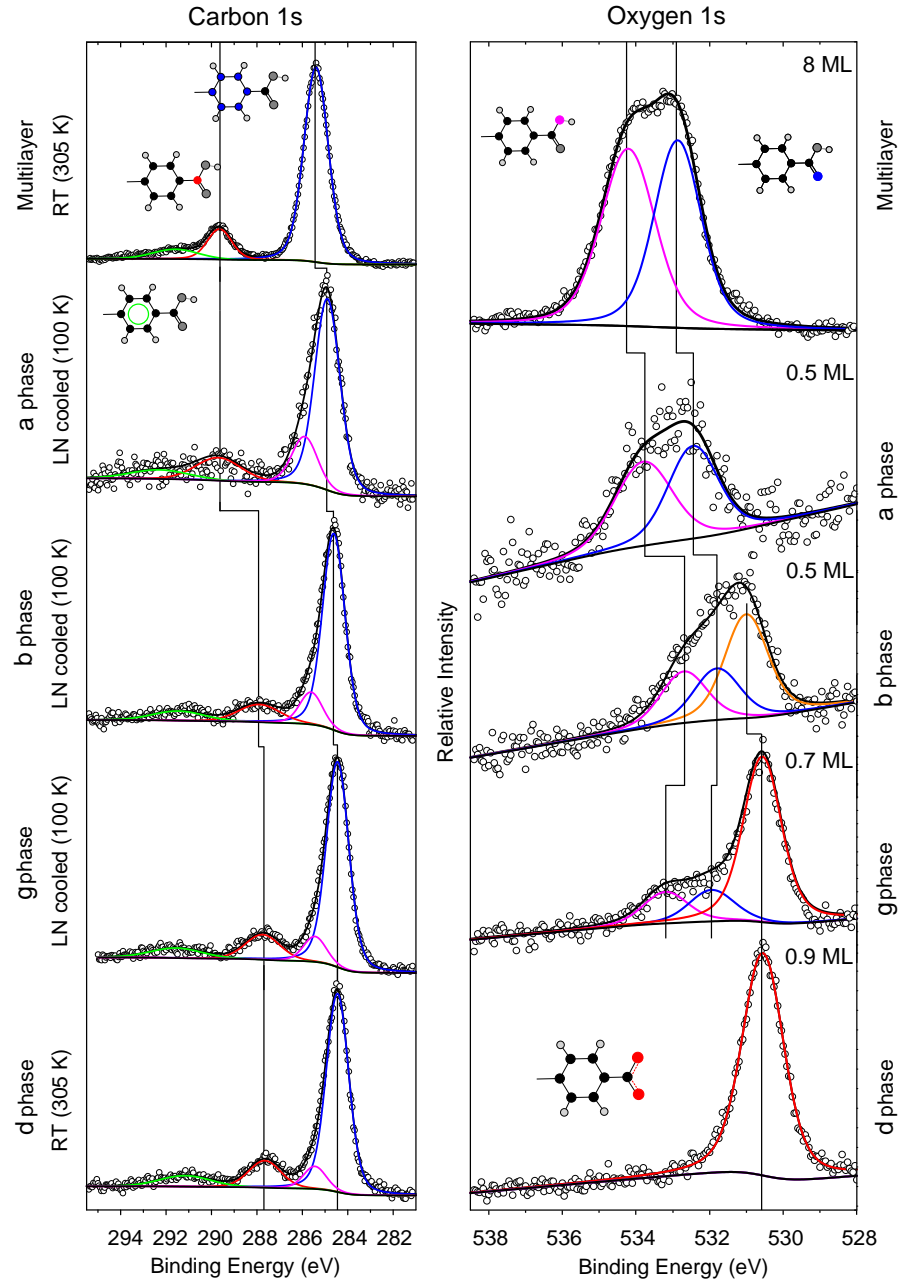 Carbon 1s
Oxygen 1s
Multilayer
RT (305 K)
8 ML
Multilayer
a phase
LN cooled (100 K)
0.5 ML
a phase
b phase
LN cooled (100 K)
0.5 ML
b phase
Relative Intensity
g phase
LN cooled (100 K)
0.7 ML
g phase
d phase
RT (305 K)
0.9 ML
d phase
294 292 290 288 286 284 282
538 536 534 532 530 528
Binding Energy (eV)
Binding Energy (eV)